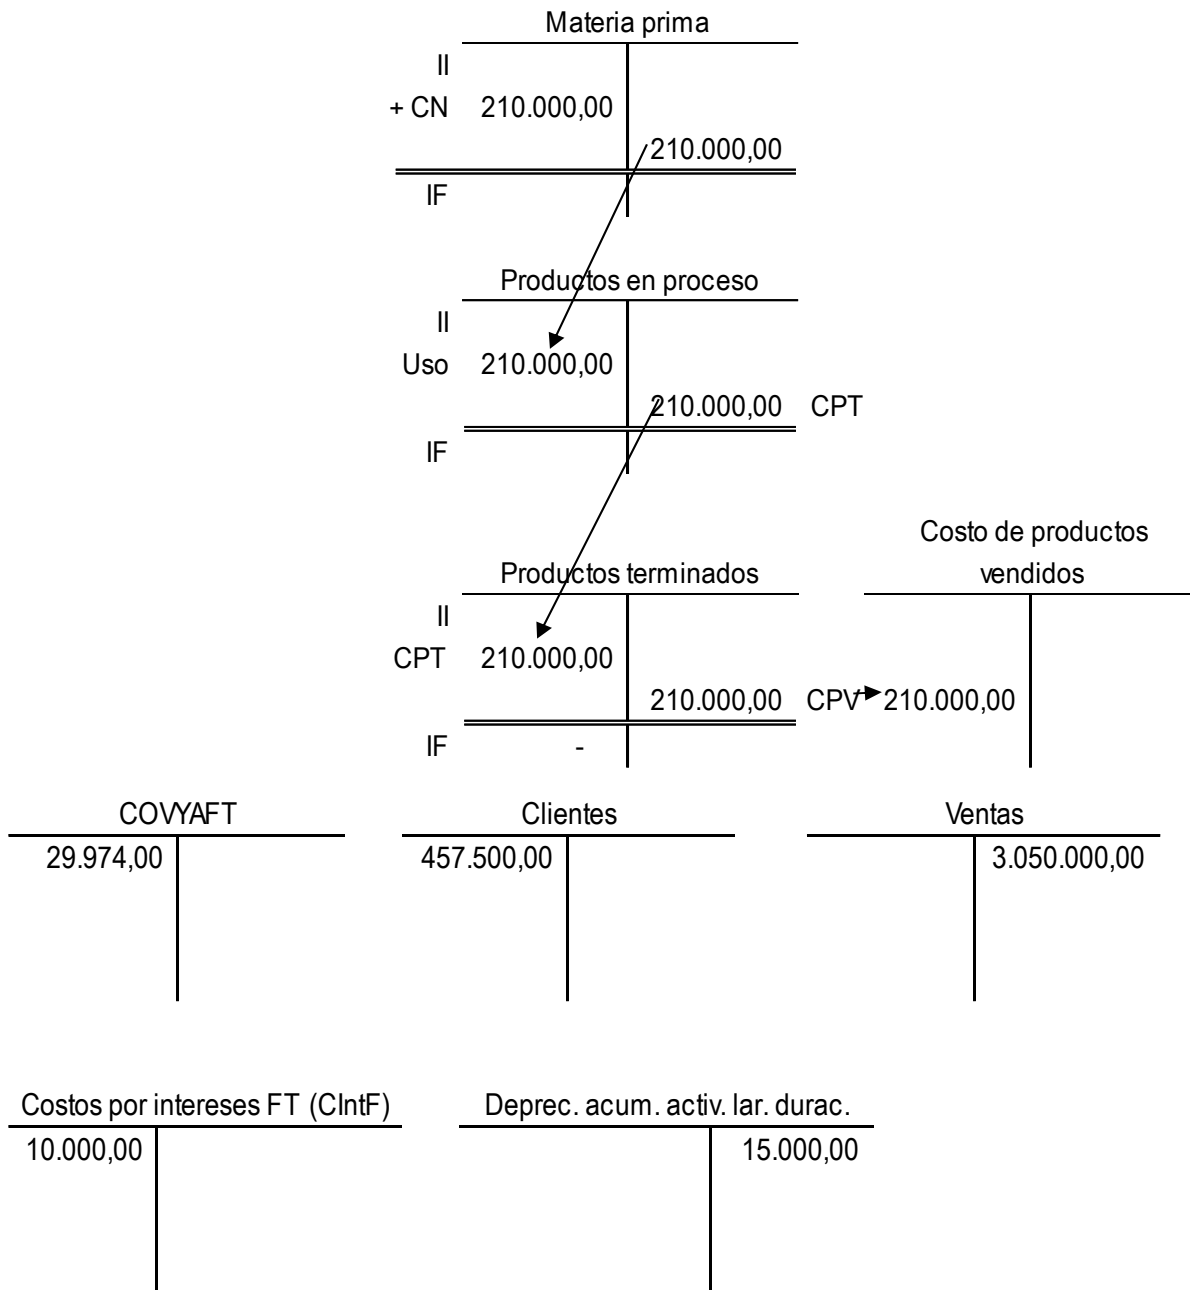 Materia prima
II
+ CN 210.000,00
210.000,00
IF
Productos en proceso
II
Uso 210.000,00
210.000,00 CPT
IF
Costo de productos
vendidos
Productos terminados
II
CPT 210.000,00
210.000,00 CPV 210.000,00
IF -
COVYAFT Clientes Ventas
29.974,00 457.500,00 3.050.000,00
Costos por intereses FT (CIntF) Deprec. acum. activ. lar. durac.
10.000,00 15.000,00